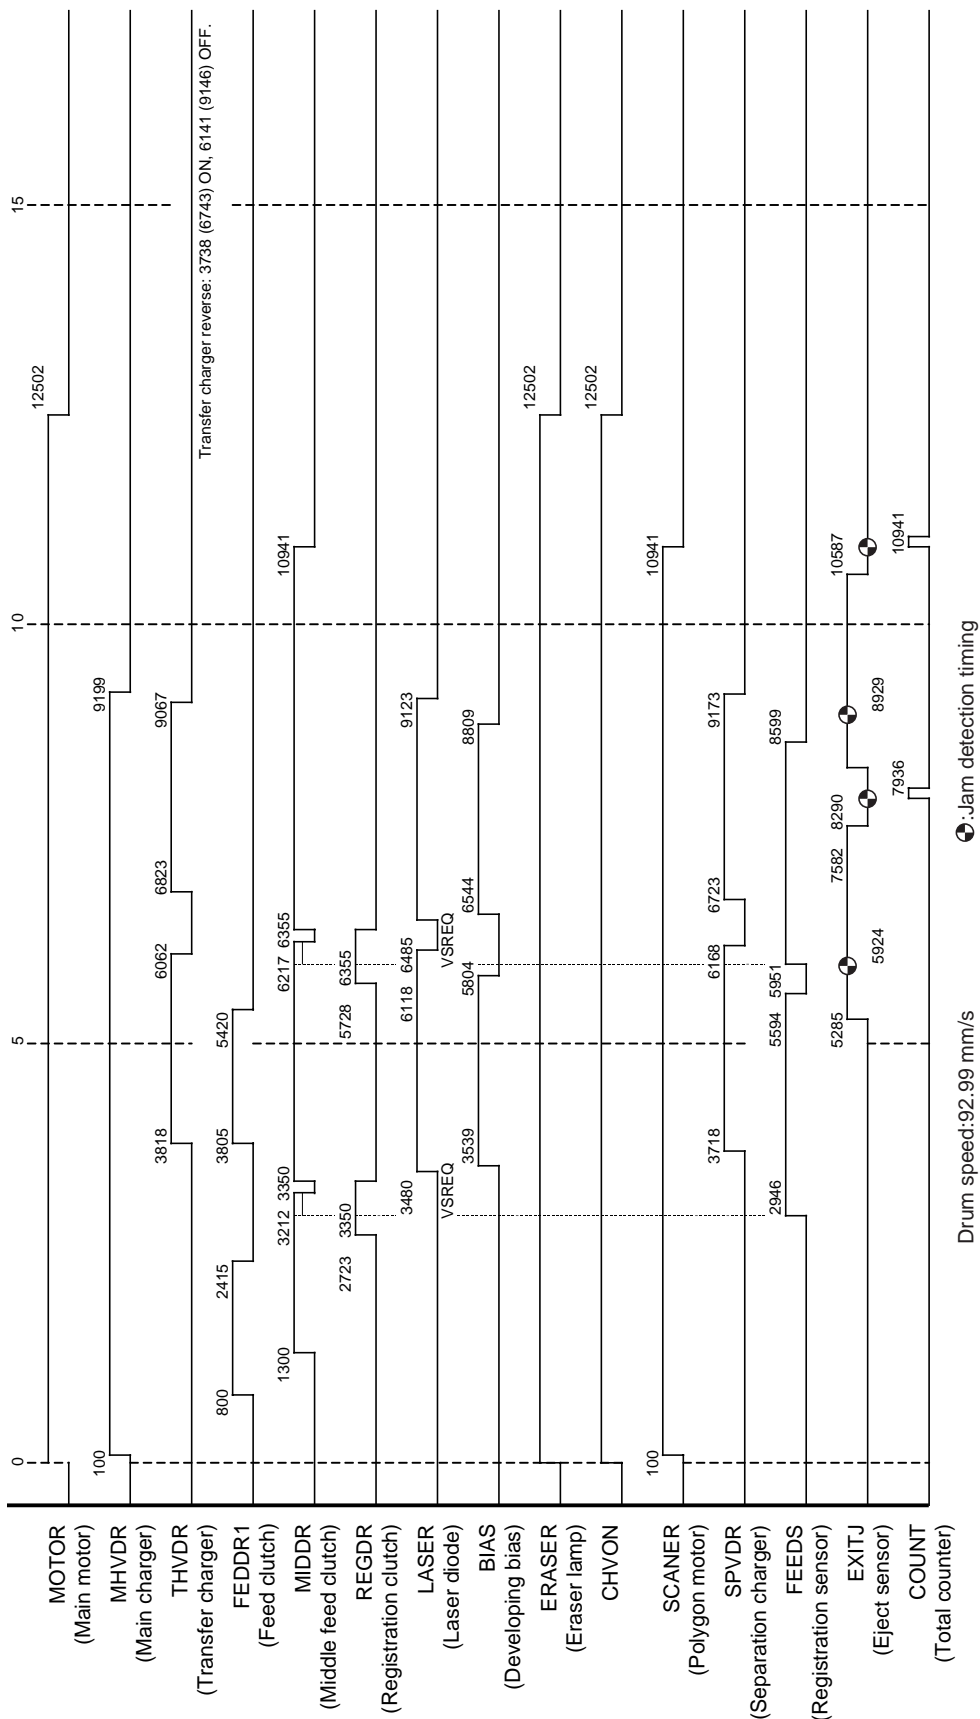 0
5
10
15
MOTOR
(Main motor)
12502
MHVDR
(Main charger)
100
9199
THVDR
(Transfer charger)
3818
6062
6823
9067
Transfer charger reverse: 3738 (6743) ON, 6141 (9146) OFF.
FEDDR1
(Feed clutch)
800
2415
3805
5420
MIDDR
(Middle feed clutch)
1300
3212
3350
6217
6355
10941
REGDR
(Registration clutch)
2723
3350
5728
6355
LASER
(Laser diode)
3480
6118
6485
9123
VSREQ
VSREQ
BIAS
(Developing bias)
3539
5804
6544
8809
ERASER
(Eraser lamp)
12502
CHVON
12502
SCANER
(Polygon motor)
100
10941
SPVDR
(Separation charger)
3718
6168
6723
9173
FEEDS
(Registration sensor)
2946
5594
5951
8599
EXITJ
(Eject sensor)
5285
7582
8290
10587
5924
8929
COUNT
(Total counter)
7936
10941
Drum speed:92.99 mm/s
:Jam detection timing